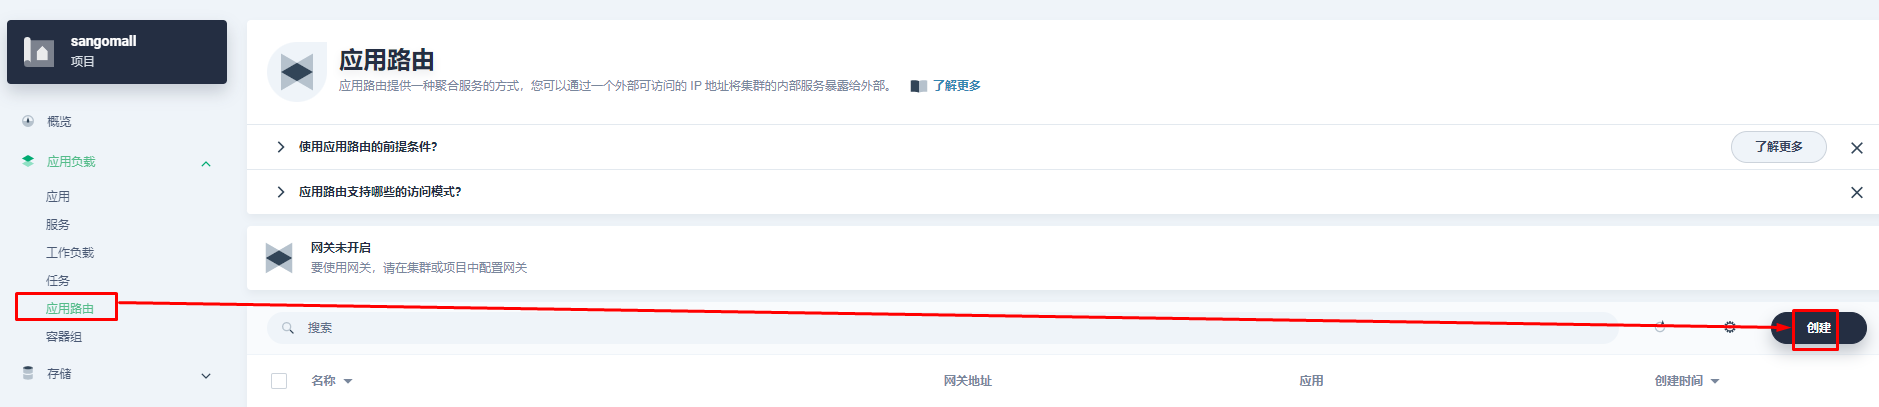 sangomall
项目
概览
应用负载
应用
服务
工作负载
任务
应用路由
容器组
存储
应用路由
应用路由提供一种聚合服务的方式，您可以通过一个外部可访问的 IP 地址将集群的内部服务暴露给外部。 了解更多
使用应用路由的前提条件？ 了解更多
应用路由支持哪些的访问模式？
网关未开启
要使用网关，请在集群或项目中配置网关
搜索 创建
名称 网关地址 应用 创建时间